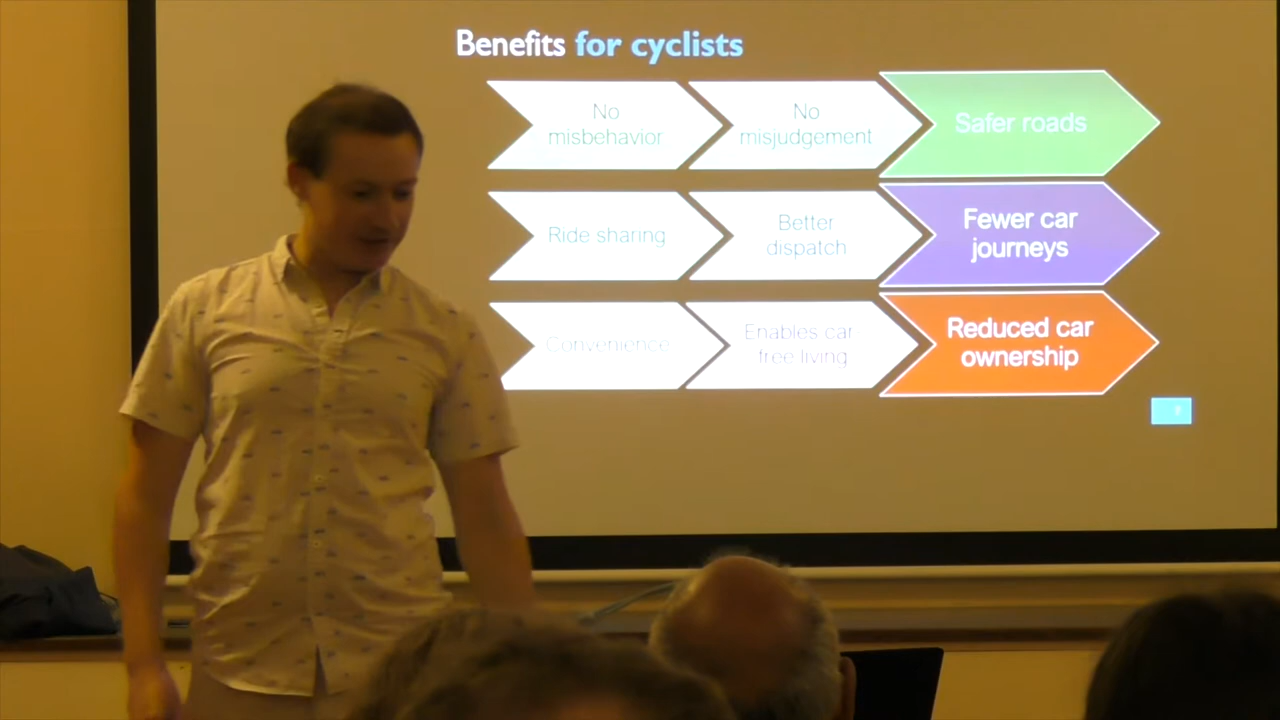 Benefits for cyclists
No
misbehavior
No
misjudgement
Safer roads
Ride sharing
Better
dispatch
Fewer car
journeys
Convenience
Enables car
free living
Reduced car
ownership